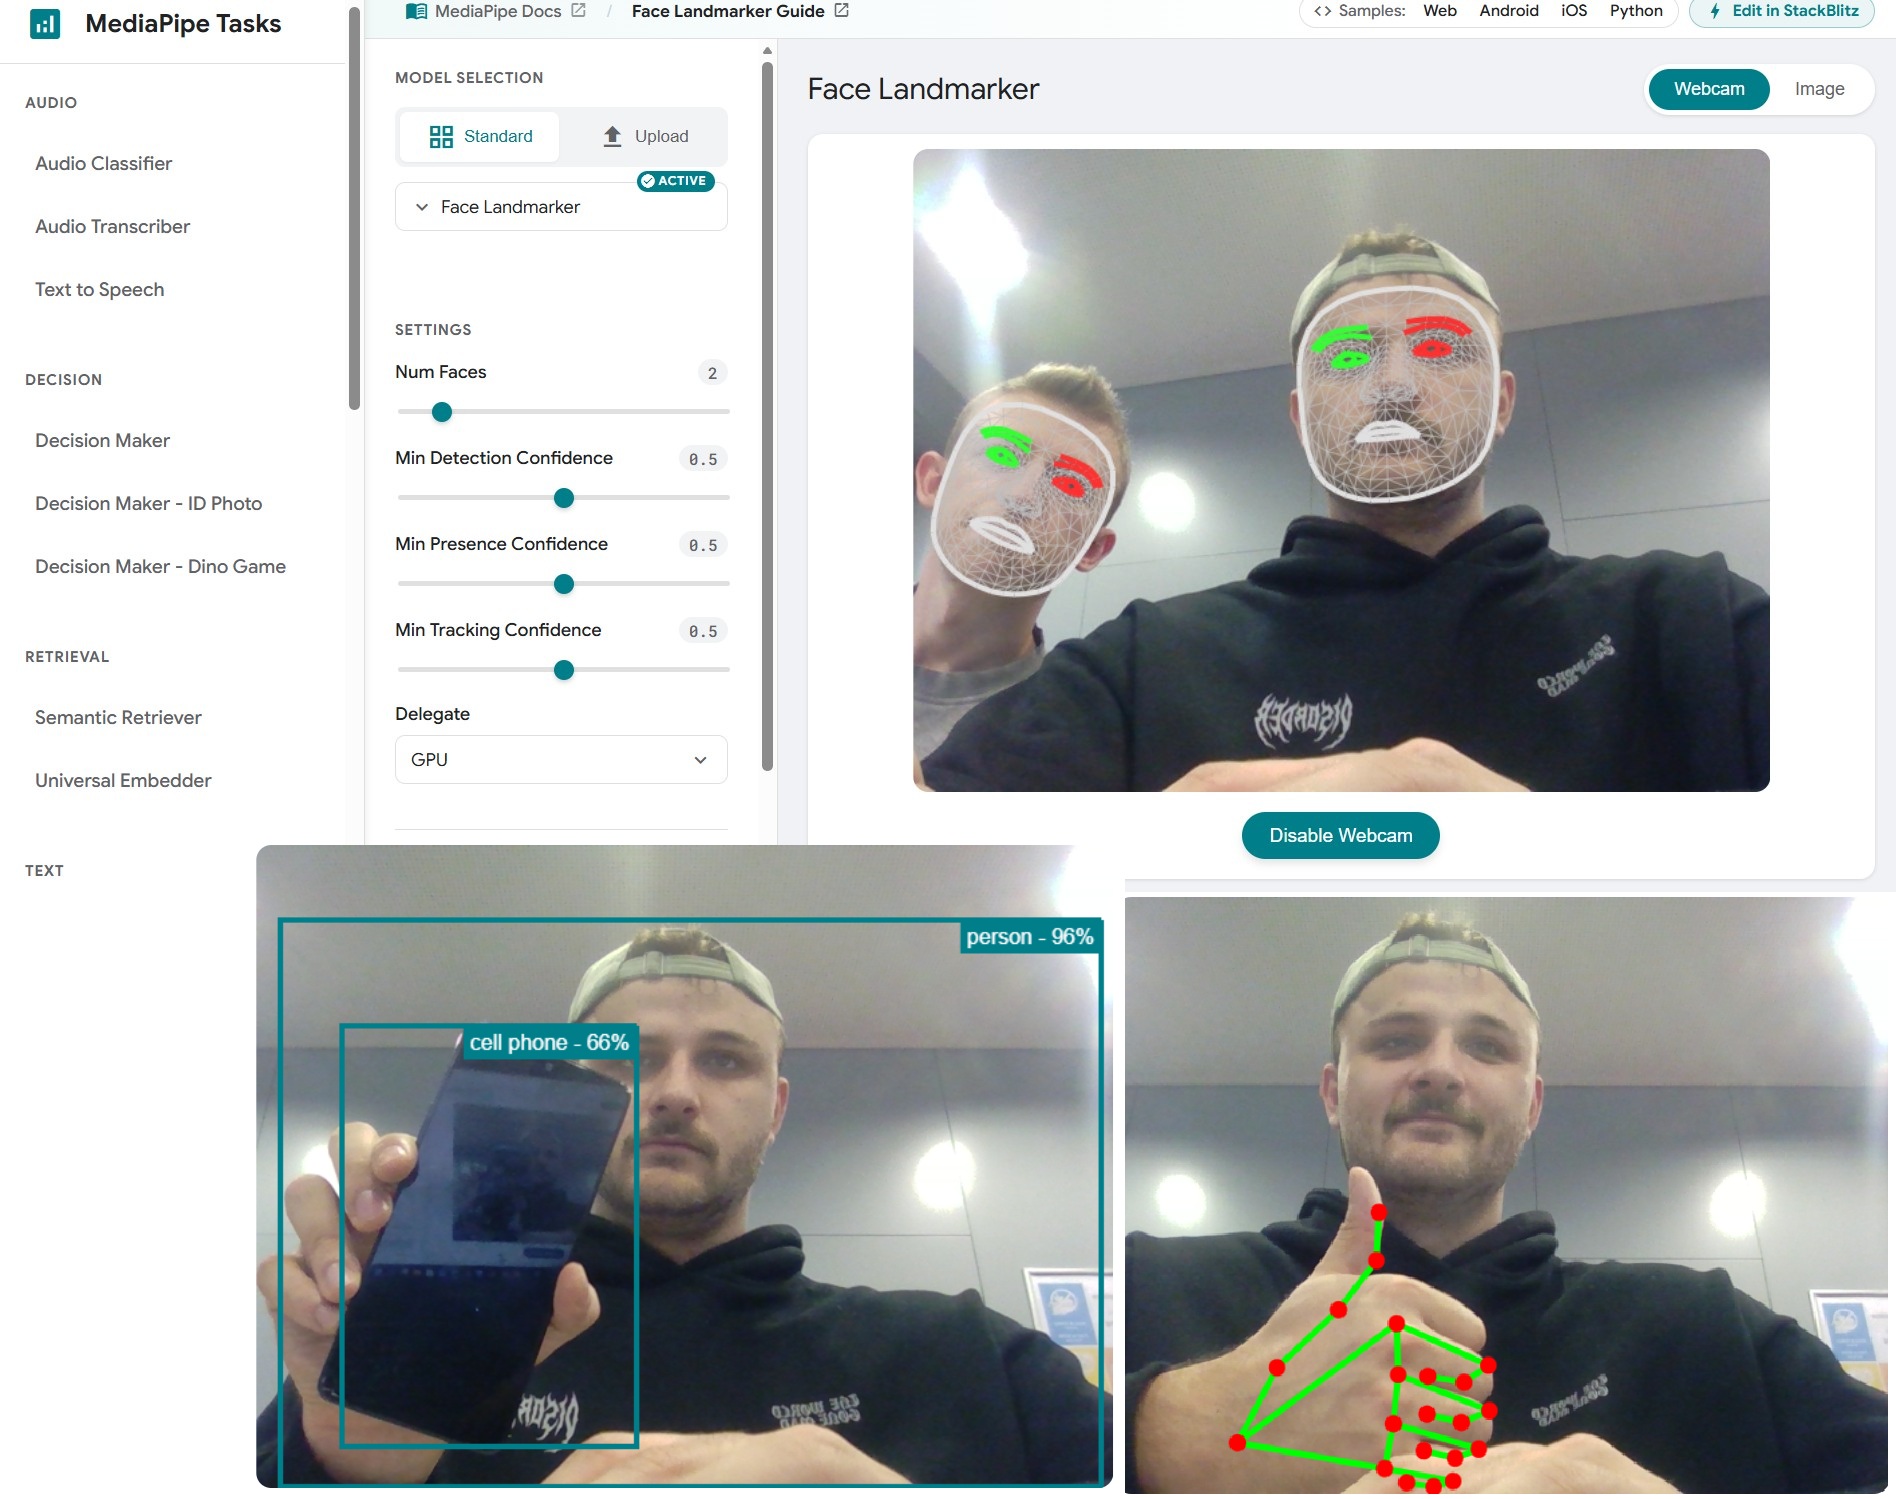 MediaPipe Tasks
AUDIO
Audio Classifier
Audio Transcriber
Text to Speech
DECISION
Decision Maker
Decision Maker - ID Photo
Decision Maker - Dino Game
RETRIEVAL
Semantic Retriever
Universal Embedder
TEXT
MediaPipe Docs / Face Landmarker Guide
<> Samples: Web Android iOS Python
Edit in StackBlitz
MODEL SELECTION
Standard Upload
ACTIVE
Face Landmarker
SETTINGS
Num Faces 2
Min Detection Confidence 0.5
Min Presence Confidence 0.5
Min Tracking Confidence 0.5
Delegate
GPU
Face Landmarker
Webcam Image
DISORDER
Disable Webcam
person - 96%
cell phone - 66%